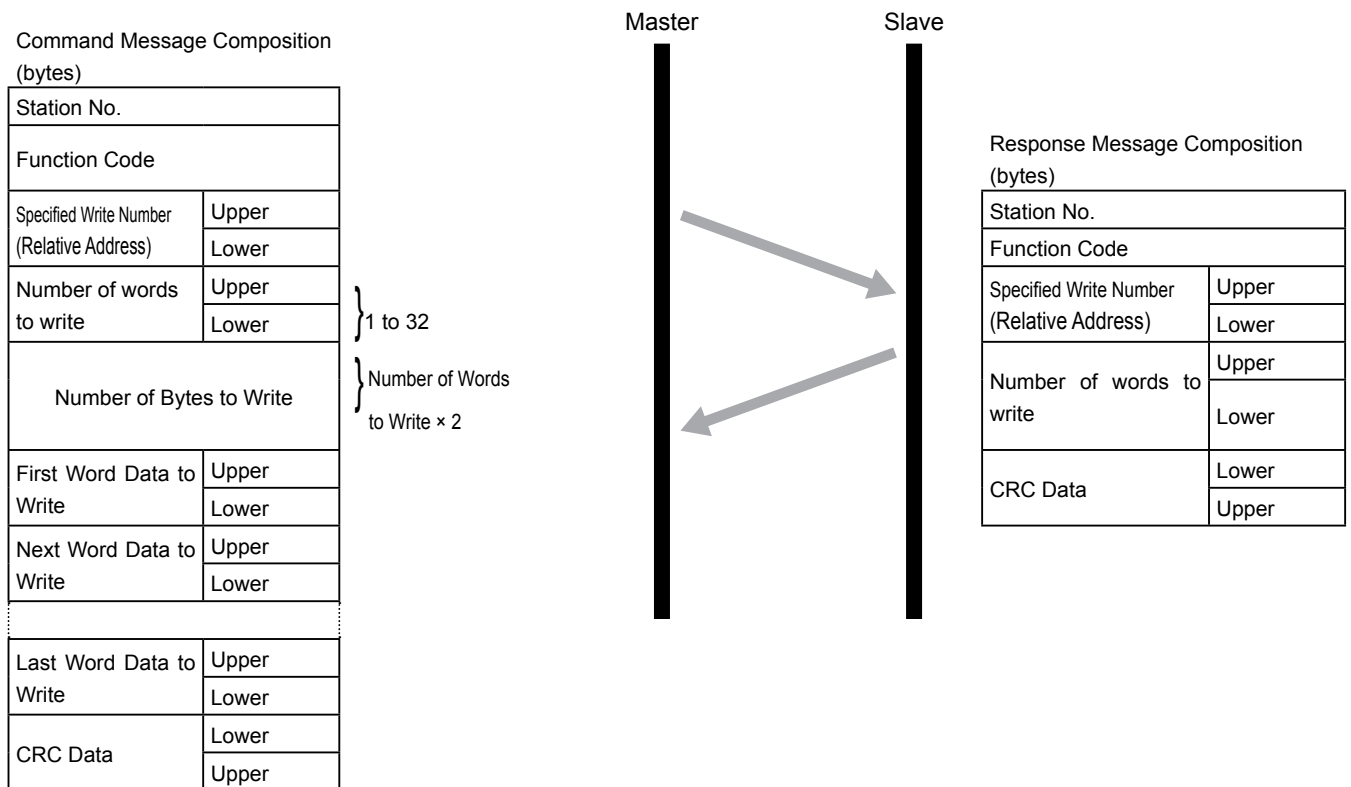 Command Message Composition
(bytes)
Station No.
Function Code
Specified Write Number
(Relative Address)
Upper
Lower
Number of words
to write
Upper
Lower
1 to 32
Number of Bytes to Write
Number of Words
to Write × 2
First Word Data to
Write
Upper
Lower
Next Word Data to
Write
Upper
Lower
Last Word Data to
Write
Upper
Lower
CRC Data
Lower
Upper
Master
Slave
Response Message Composition
(bytes)
Station No.
Function Code
Specified Write Number
(Relative Address)
Upper
Lower
Number of words to
write
Upper
Lower
CRC Data
Lower
Upper